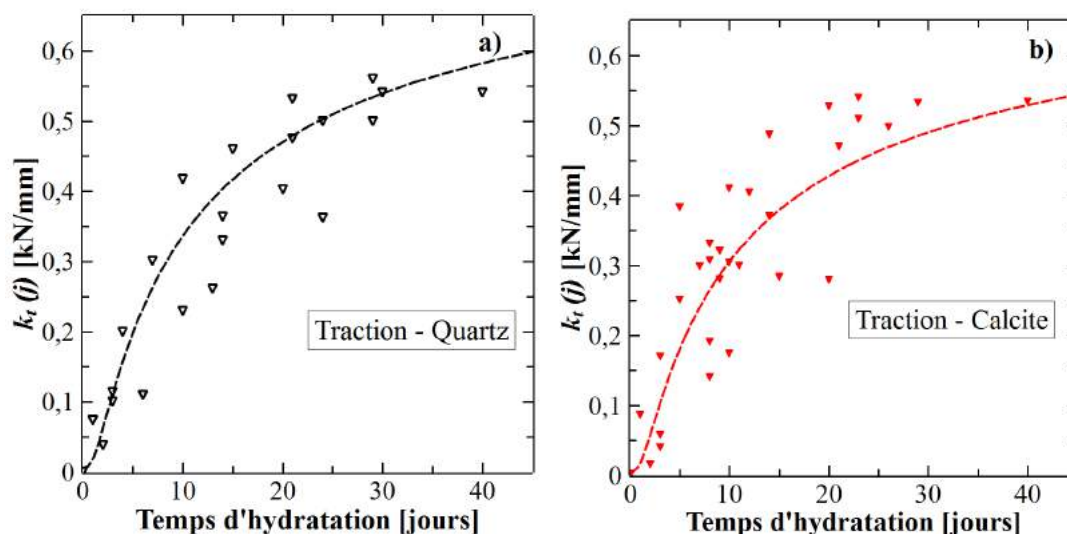 a)
0,6
0,5
0,4
0,3
0,2
0,1
0
k_t (j) [kN/mm]
Traction - Quartz
0 10 20 30 40
Temps d'hydratation [jours]
b)
0,6
0,5
0,4
0,3
0,2
0,1
0
k_t (j) [kN/mm]
Traction - Calcite
0 10 20 30 40
Temps d'hydratation [jours]